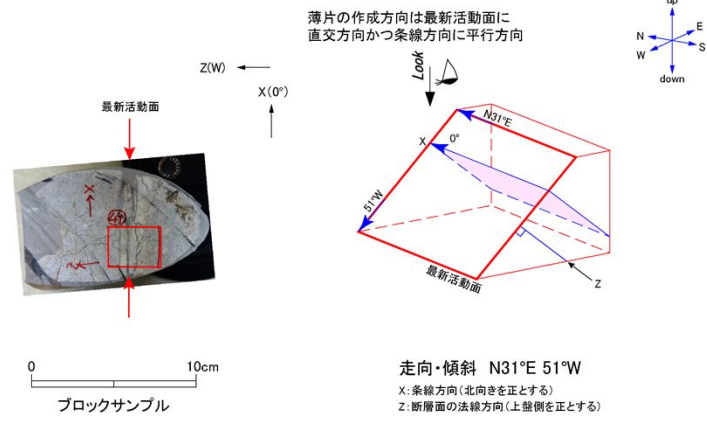 薄片の作成方向は最新活動面に
直交方向かつ条線方向に平行方向
up
N
E
W
S
down
Look
Z(W)
X(0°)
最新活動面
X
44
Z
N31°E
X
0°
51°W
最新活動面
Z
0
10cm
ブロックサンプル
走向・傾斜 N31°E 51°W
X:条線方向(北向きを正とする)
Z:断層面の法線方向(上盤側を正とする)